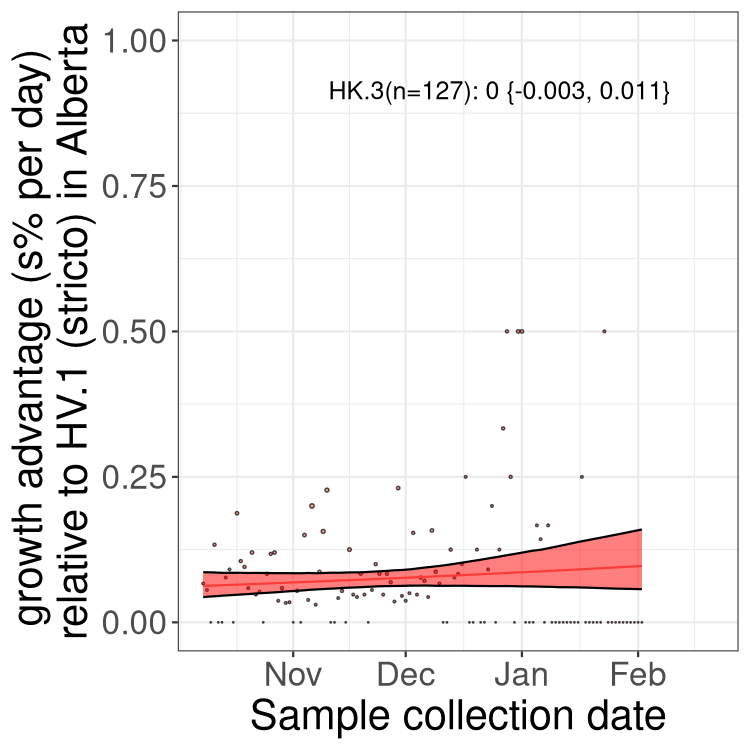 growth advantage (s% per day)
relative to HV.1 (stricto) in Alberta
1.00
0.75
0.50
0.25
0.00
HK.3(n=127): 0 {-0.003, 0.011}
Nov Dec Jan Feb
Sample collection date